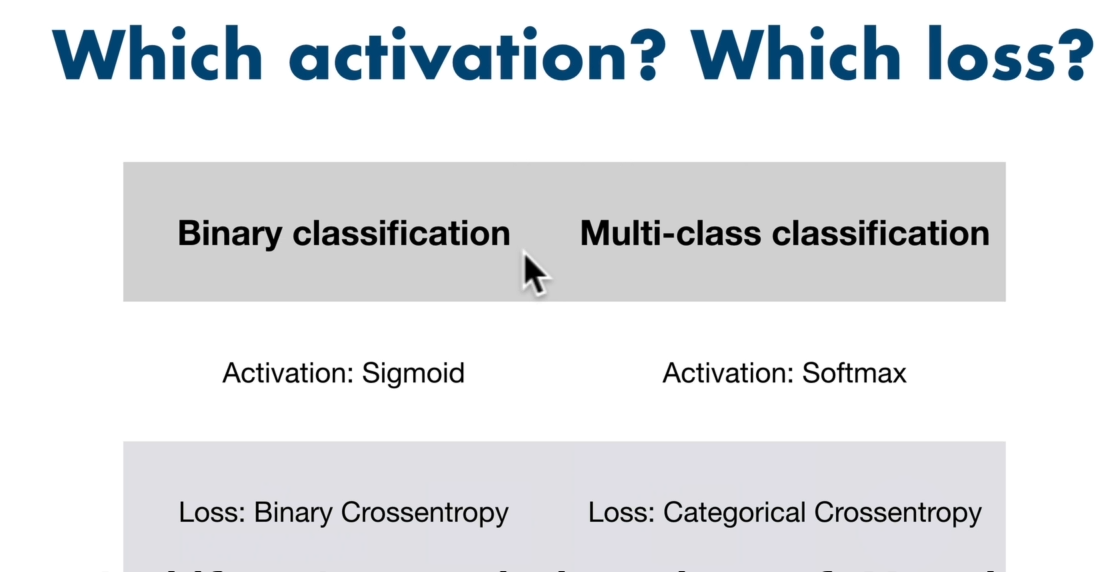 Which activation? Which loss?
Binary classification Multi-class classification
Activation: Sigmoid Activation: Softmax
Loss: Binary Crossentropy Loss: Categorical Crossentropy